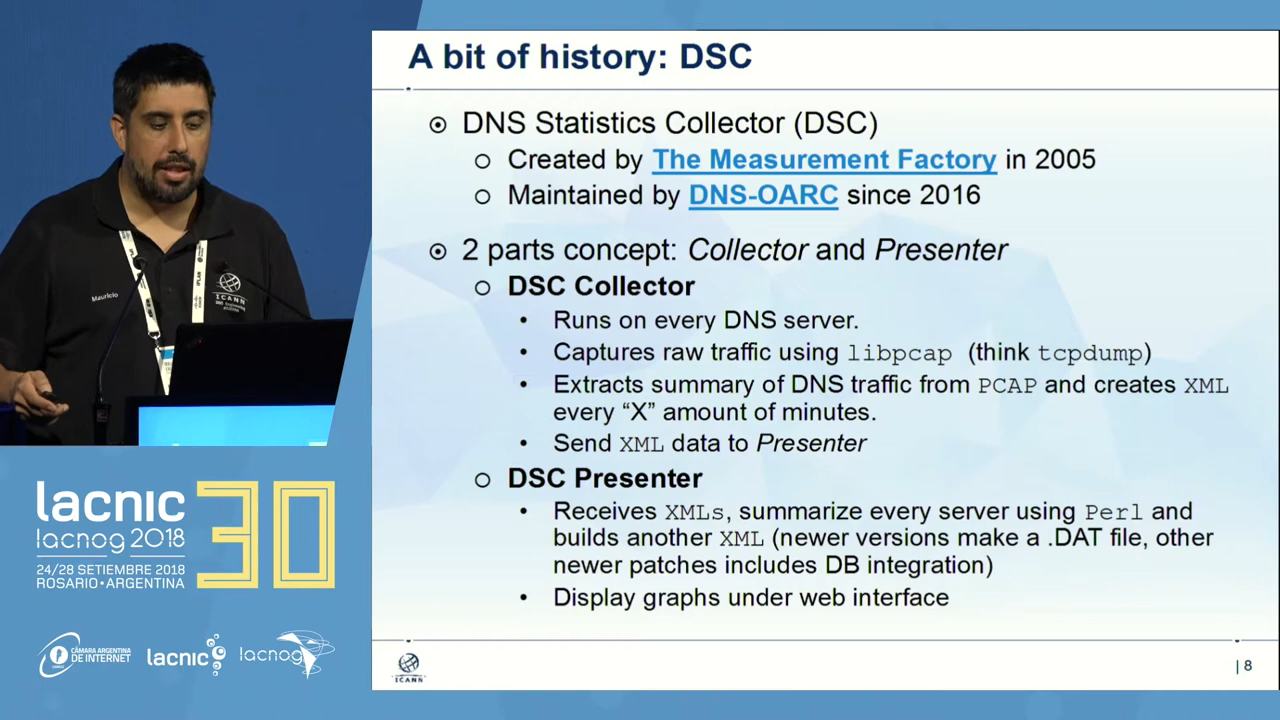 A bit of history: DSC
DNS Statistics Collector (DSC)
Created by The Measurement Factory in 2005
Maintained by DNS-OARC since 2016
2 parts concept: Collector and Presenter
DSC Collector
Runs on every DNS server.
Captures raw traffic using libpcap (think tcpdump)
Extracts summary of DNS traffic from PCAP and creates XML
every “X” amount of minutes.
Send XML data to Presenter
DSC Presenter
Receives XMLs, summarize every server using Perl and
builds another XML (newer versions make a .DAT file, other
newer patches includes DB integration)
Display graphs under web interface
ICANN
| 8
Mauricio
ICANN
lacnic 30
lacnog 2018
24/28 SETIEMBRE 2018
ROSARIO • ARGENTINA
CÁMARA ARGENTINA
DE INTERNET
lacnic
lacnog